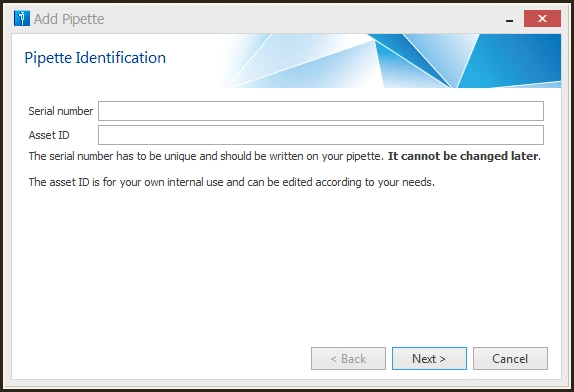 Add Pipette
Pipette Identification
Serial number
Asset ID
The serial number has to be unique and should be written on your pipette. It cannot be changed later.
The asset ID is for your own internal use and can be edited according to your needs.
< Back Next > Cancel